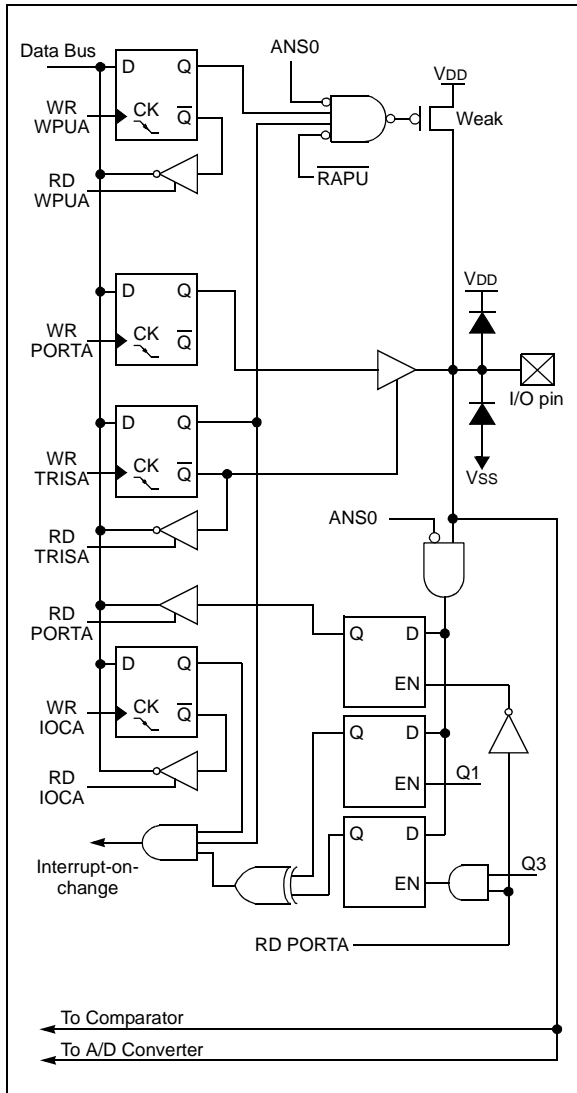 Data Bus
ANS0
D Q
VDD
WR
WPUA
CK
Q
Weak
RD
WPUA
RAPU
D Q
VDD
WR
PORTA
CK
Q
I/O pin
D Q
WR
TRISA
CK
Q
VSS
ANS0
RD
TRISA
RD
PORTA
Q D
D Q
EN
WR
IOCA
CK
Q
Q D
RD
IOCA
EN
Q1
Q D
Interrupt-on-
change
EN
Q3
RD PORTA
To Comparator
To A/D Converter